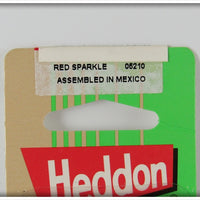 RED SPARKLE 05210
ASSEMBLED IN MEXICO
Heddon